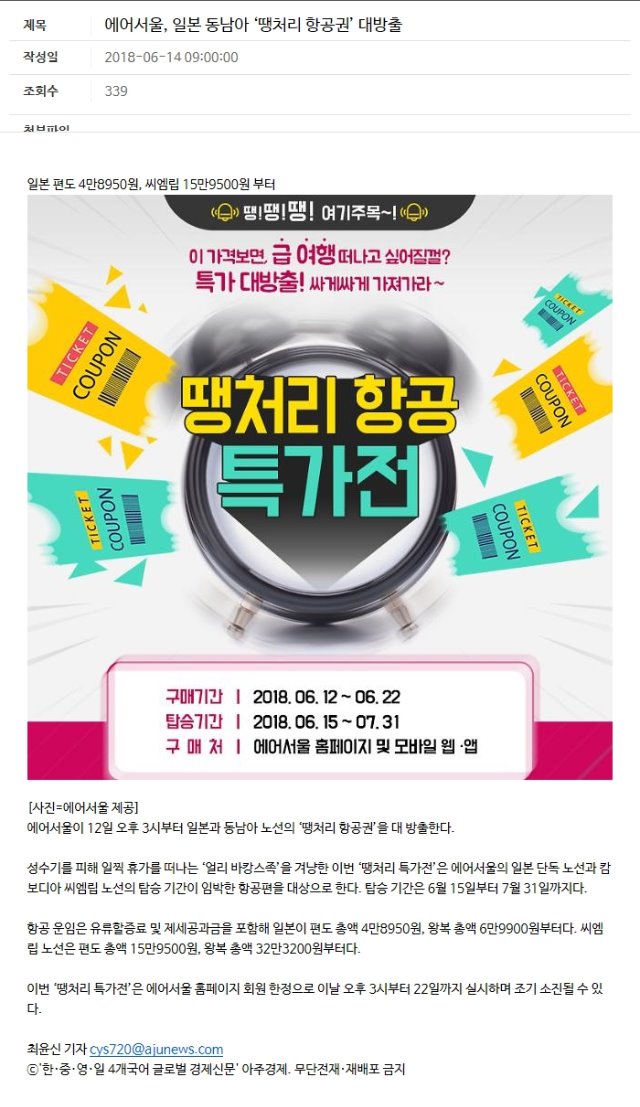 제목 에어서울, 일본 동남아 ‘땡처리 항공권’ 대방출
작성일 2018-06-14 09:00:00
조회수 339
첨부파일
일본 편도 4만8950원, 씨엠립 15만9500원 부터
땡!땡!땡! 여기주목~!
이 가격보면, 급 여행 떠나고 싶어질껄?
특가 대방출! 싸게싸게 가져가라~
TICKET
COUPON
TICKET
COUPON
TICKET
COUPON
땡처리 항공
특가전
TICKET
COUPON
TICKET
COUPON
구매기간 | 2018. 06. 12 ~ 06. 22
탑승기간 | 2018. 06. 15 ~ 07. 31
구 매 처 | 에어서울 홈페이지 및 모바일 웹 · 앱
[사진=에어서울 제공]
에어서울이 12일 오후 3시부터 일본과 동남아 노선의 ‘땡처리 항공권’을 대 방출한다.
성수기를 피해 일찍 휴가를 떠나는 ‘얼리 바캉스족’을 겨냥한 이번 ‘땡처리 특가전’은 에어서울의 일본 단독 노선과 캄
보디아 씨엠립 노선의 탑승 기간이 임박한 항공편을 대상으로 한다. 탑승 기간은 6월 15일부터 7월 31일까지다.
항공 운임은 유류할증료 및 제세공과금을 포함해 일본이 편도 총액 4만8950원, 왕복 총액 6만9900원부터다. 씨엠
립 노선은 편도 총액 15만9500원, 왕복 총액 32만3200원부터다.
이번 ‘땡처리 특가전’은 에어서울 홈페이지 회원 한정으로 이날 오후 3시부터 22일까지 실시하며 조기 소진될 수 있
다.
최윤신 기자 cys720@ajunews.com
ⓒ'한·중·영·일 4개국어 글로벌 경제신문' 아주경제. 무단전재·재배포 금지